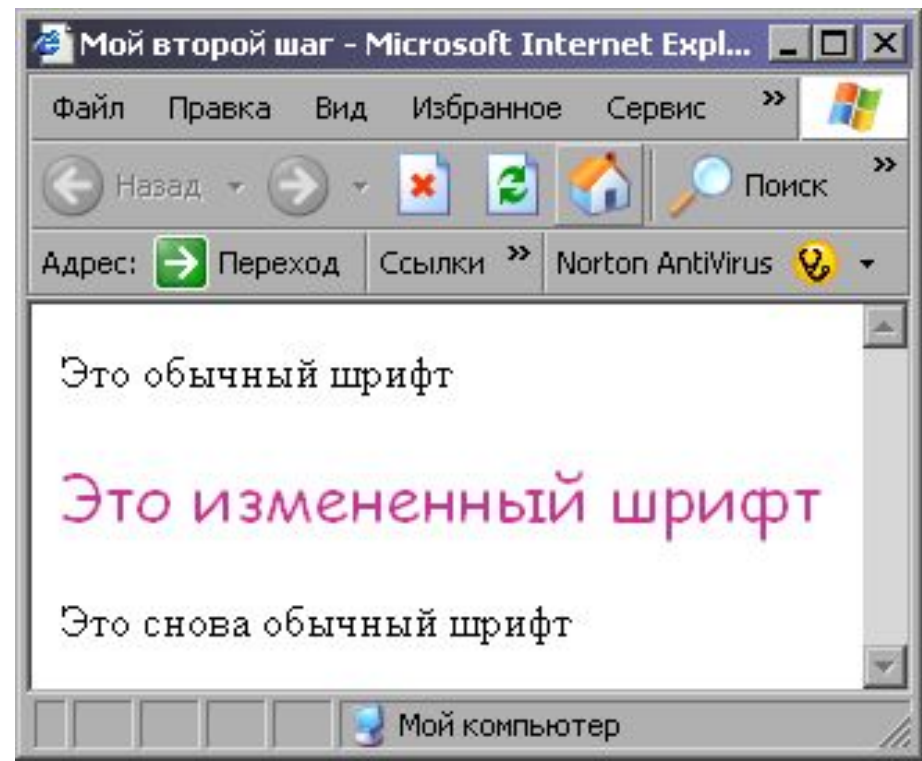 Мой второй шаг - Microsoft Internet Expl...
Файл Правка Вид Избранное Сервис »
Назад Поиск »
Адрес: Переход Ссылки » Norton AntiVirus
Это обычный шрифт
Это измененный шрифт
Это снова обычный шрифт
Мой компьютер